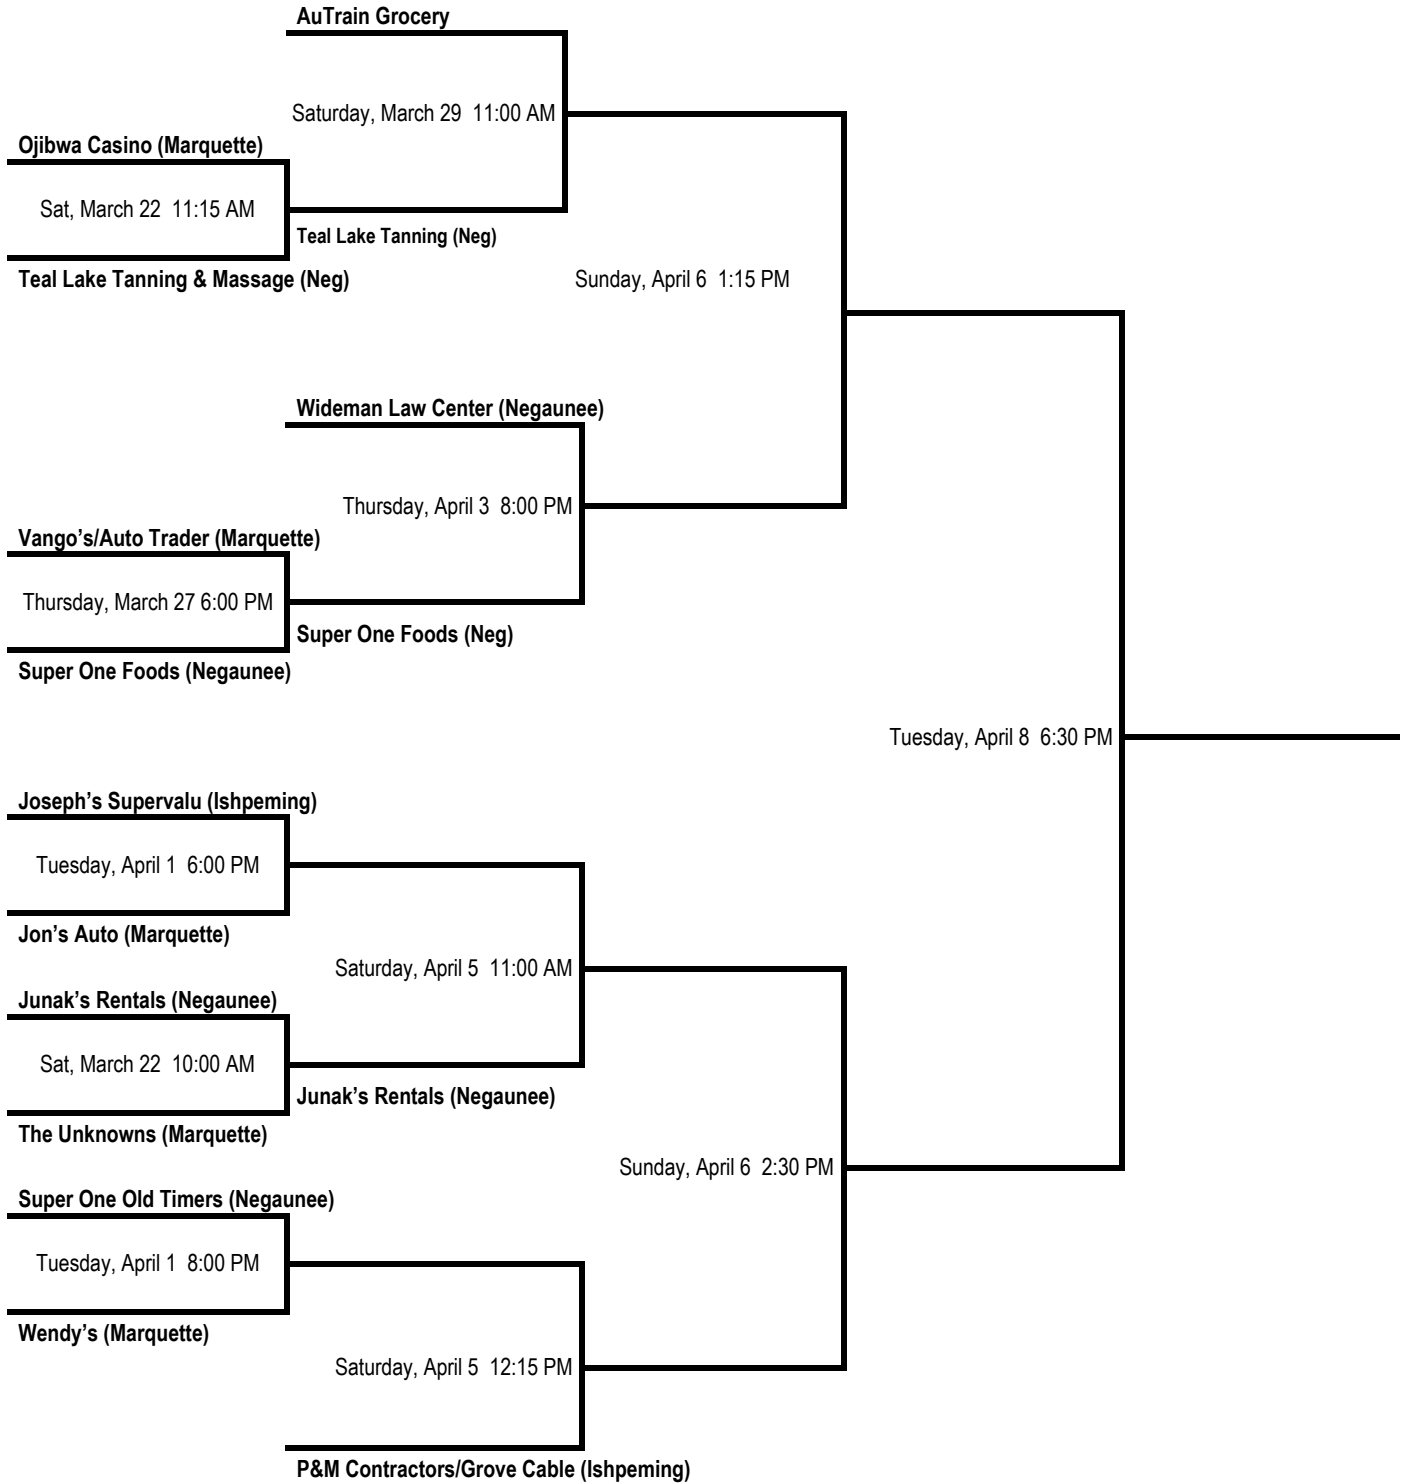 AuTrain Grocery
Saturday, March 29  11:00 AM
Ojibwa Casino (Marquette)
Sat, March 22  11:15 AM
Teal Lake Tanning (Neg)
Teal Lake Tanning & Massage (Neg)
Sunday, April 6  1:15 PM
Wideman Law Center (Negaunee)
Thursday, April 3  8:00 PM
Vango’s/Auto Trader (Marquette)
Thursday, March 27 6:00 PM
Super One Foods (Neg)
Super One Foods (Negaunee)
Tuesday, April 8  6:30 PM
Joseph’s Supervalu (Ishpeming)
Tuesday, April 1  6:00 PM
Jon’s Auto (Marquette)
Saturday, April 5  11:00 AM
Junak’s Rentals (Negaunee)
Sat, March 22  10:00 AM
Junak’s Rentals (Negaunee)
The Unknowns (Marquette)
Sunday, April 6  2:30 PM
Super One Old Timers (Negaunee)
Tuesday, April 1  8:00 PM
Wendy’s (Marquette)
Saturday, April 5  12:15 PM
P&M Contractors/Grove Cable (Ishpeming)